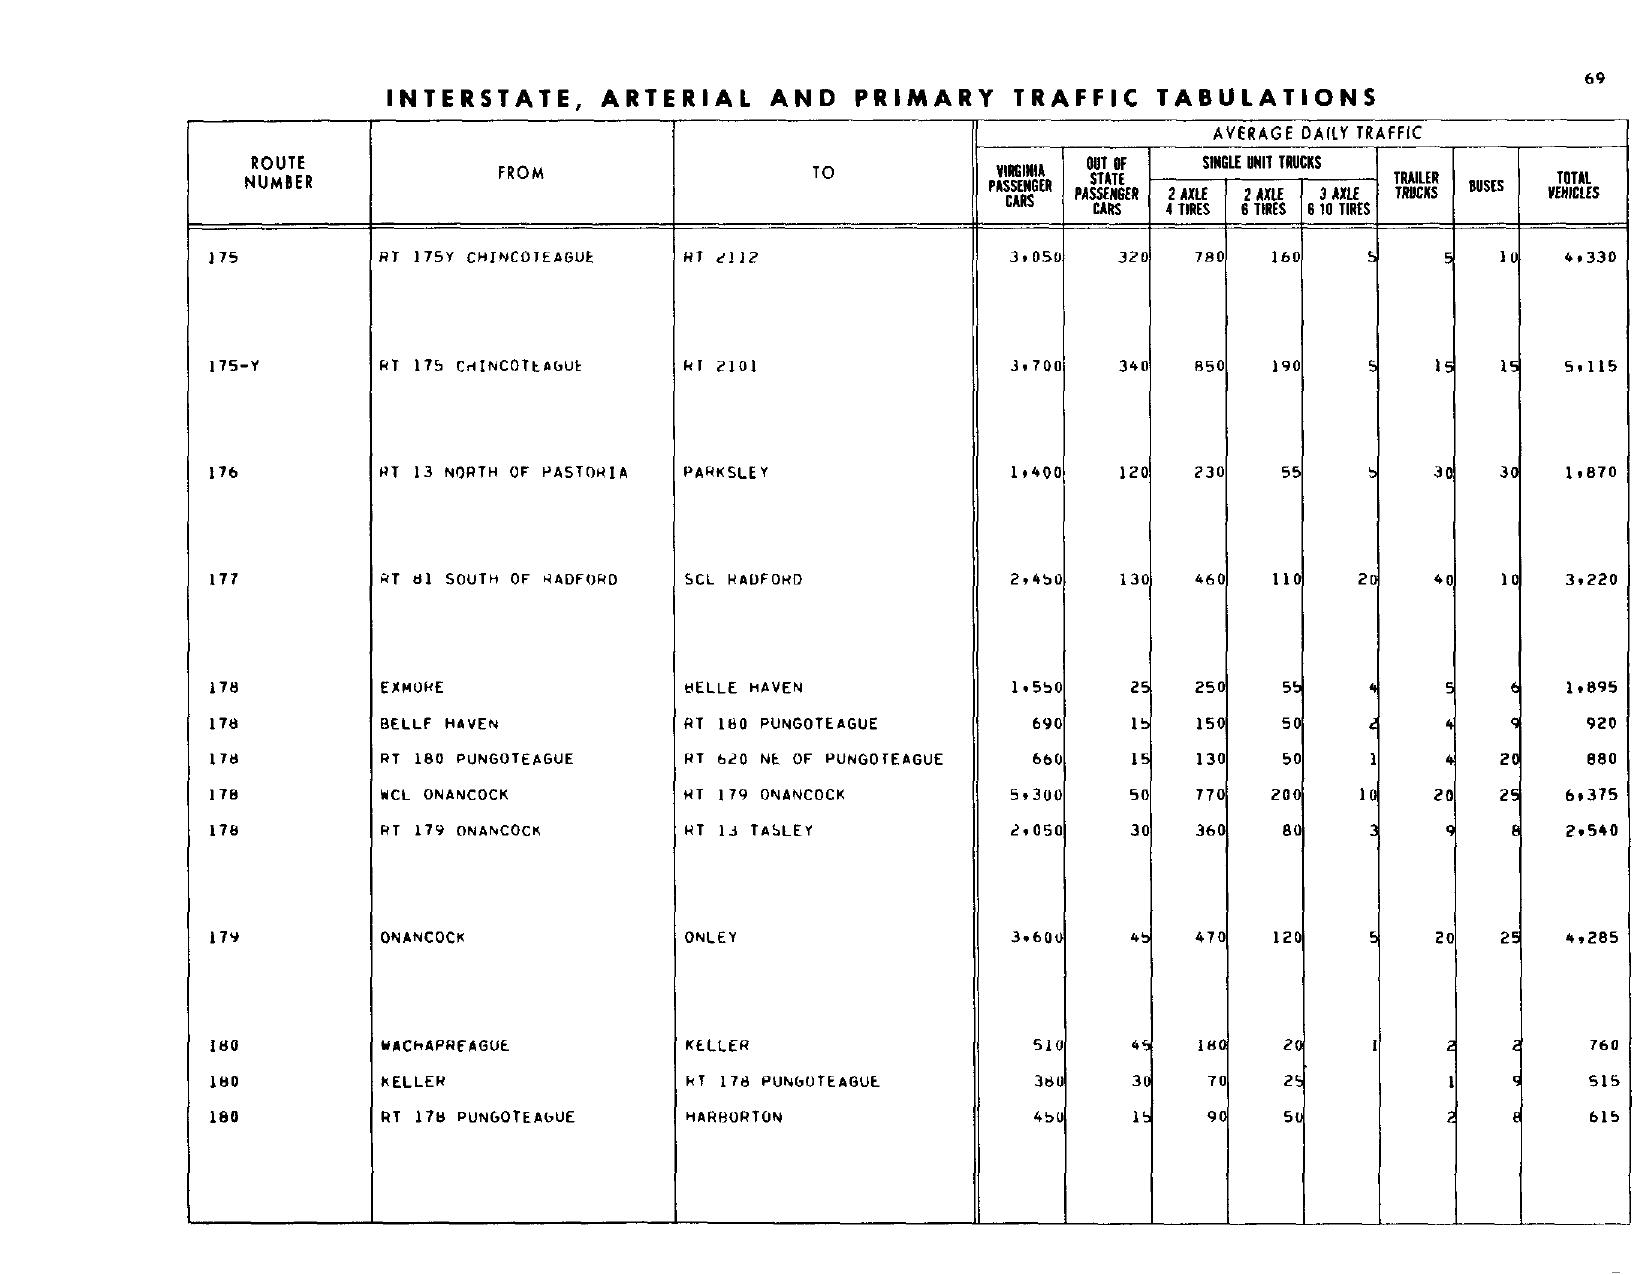 69
INTERSTATE, ARTERIAL AND PRIMARY TRAFFIC TABULATIONS
AVERAGE DAILY TRAFFIC
ROUTE NUMBER FROM TO VIRGINIA PASSENGER CARS OUT OF STATE PASSENGER CARS SINGLE UNIT TRUCKS 2 AXLE 4 TIRES 2 AXLE 6 TIRES 3 AXLE 6 10 TIRES TRAILER TRUCKS BUSES TOTAL VEHICLES
175 RT 175Y CHINCOTEAGUE RT 2112 3,050 320 780 160 5 5 10 4,330
175-Y RT 175 CHINCOTEAGUE RT 2101 3,700 340 850 190 5 15 15 5,115
176 RT 13 NORTH OF PASTORIA PARKSLEY 1,400 120 230 55 5 30 30 1,870
177 RT 81 SOUTH OF RADFORD SCL RADFORD 2,450 130 460 110 20 40 10 3,220
178 EXMORE BELLE HAVEN 1,550 25 250 55 4 5 6 1,895
178 BELLE HAVEN RT 180 PUNGOTEAGUE 690 15 150 50 2 4 9 920
178 RT 180 PUNGOTEAGUE RT 620 NE OF PUNGOTEAGUE 660 15 130 50 1 4 20 880
178 WCL ONANCOCK RT 179 ONANCOCK 5,300 50 770 200 10 20 25 6,375
178 RT 179 ONANCOCK RT 13 TASLEY 2,050 30 360 80 3 9 8 2,540
179 ONANCOCK ONLEY 3,600 45 470 120 5 20 25 4,285
180 WACHAPREAGUE KELLER 510 45 180 20 1 2 2 760
180 KELLER RT 178 PUNGOTEAGUE 380 30 70 25 1 9 515
180 RT 178 PUNGOTEAGUE HARBORTON 450 15 90 50 2 8 615